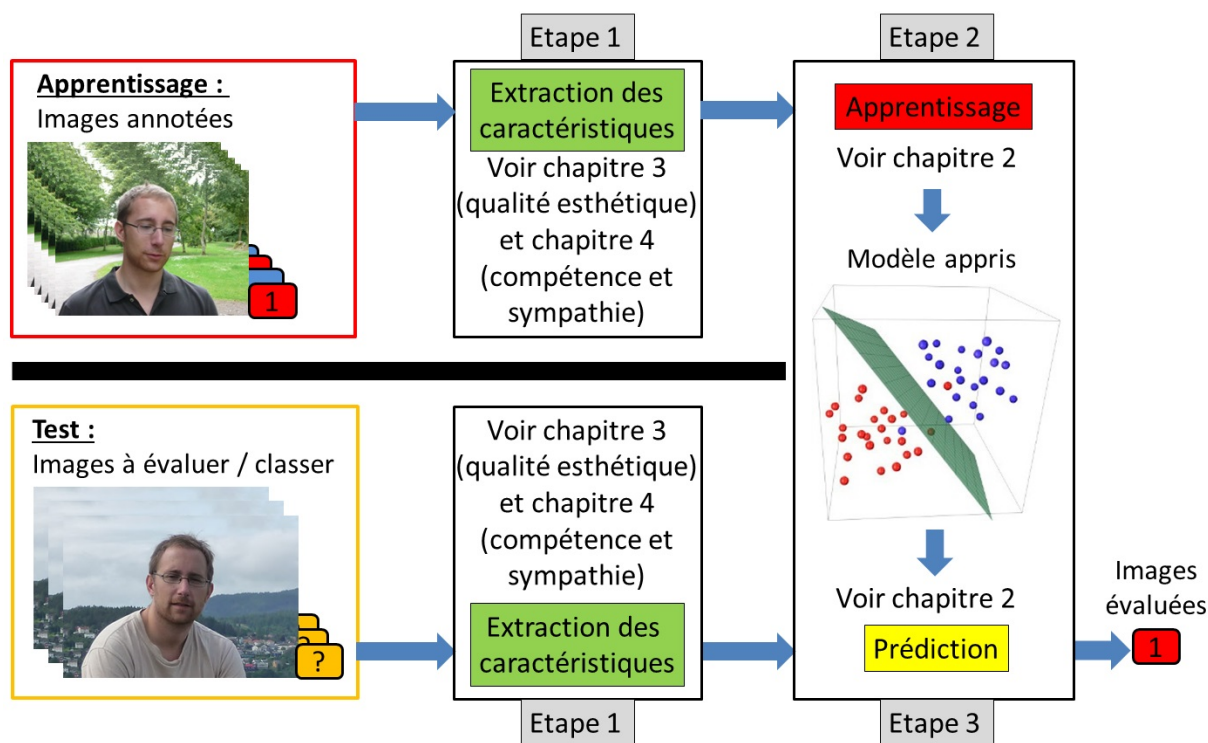 Etape 1
Etape 2
Apprentissage :
Images annotées
1
Extraction des
caractéristiques
Voir chapitre 3
(qualité esthétique)
et chapitre 4
(compétence et
sympathie)
Apprentissage
Voir chapitre 2
Modèle appris
Test :
Images à évaluer / classer
?
Voir chapitre 3
(qualité esthétique)
et chapitre 4
(compétence et
sympathie)
Extraction des
caractéristiques
Etape 1
Voir chapitre 2
Prédiction
Etape 3
Images
évaluées
1